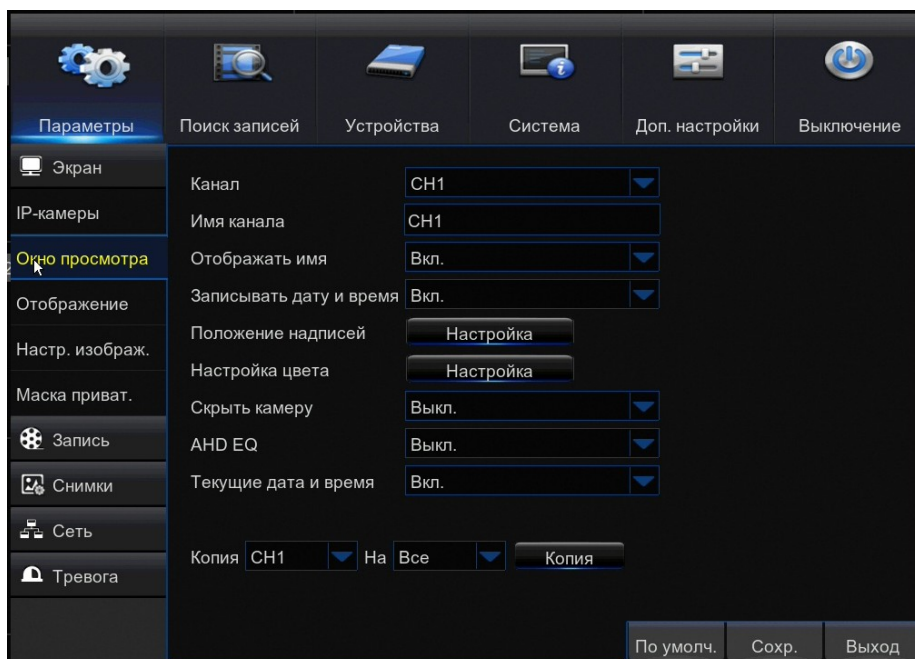 Параметры Поиск записей Устройства Система Доп. настройки Выключение
Экран
IP-камеры
Окно просмотра
Отображение
Настр. изображ.
Маска приват.
Запись
Снимки
Сеть
Тревога
Канал CH1
Имя канала CH1
Отображать имя Вкл.
Записывать дату и время Вкл.
Положение надписей Настройка
Настройка цвета Настройка
Скрыть камеру Выкл.
AHD EQ Выкл.
Текущие дата и время Вкл.
Копия CH1 На Все Копия
По умолч. Сохр. Выход